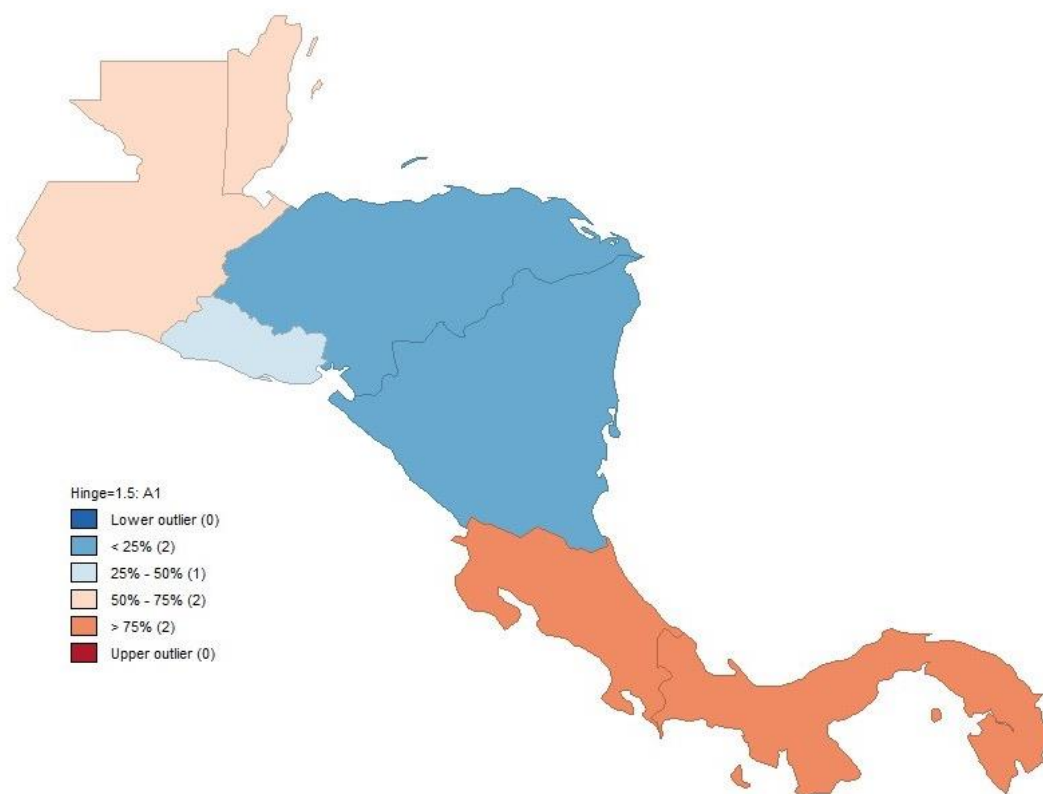 Hinge=1.5: A1
Lower outlier (0)
< 25% (2)
25% - 50% (1)
50% - 75% (2)
> 75% (2)
Upper outlier (0)